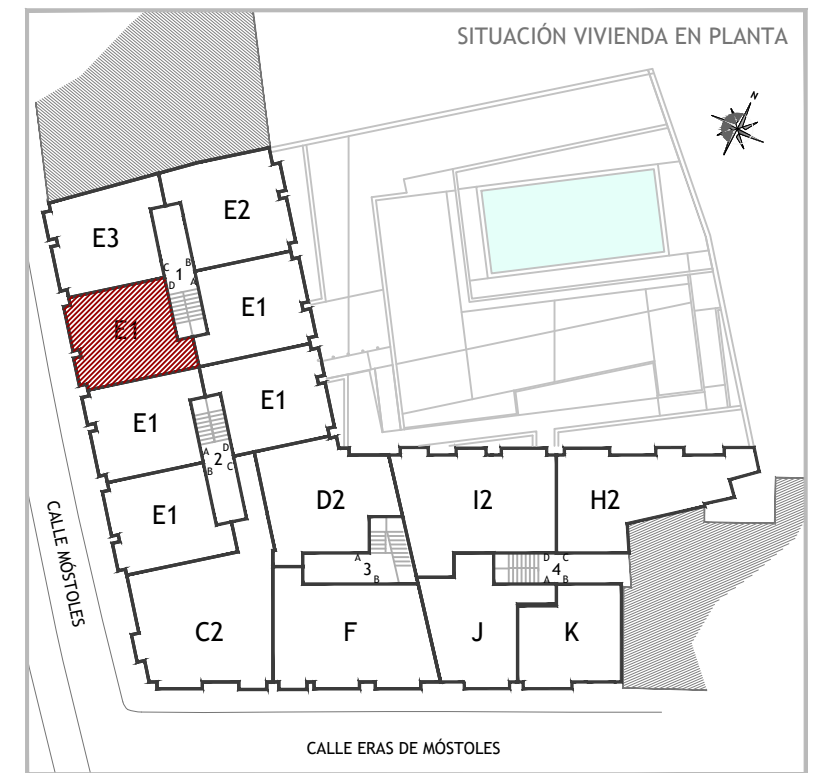 SITUACIÓN VIVIENDA EN PLANTA
N
E3
E2
C B
1
D A
E1
E1
E1
E1
A D
2
B C
E1
D2
I2
H2
A
3
B
D C
4
A B
C2
F
J
K
CALLE MÓSTOLES
CALLE ERAS DE MÓSTOLES